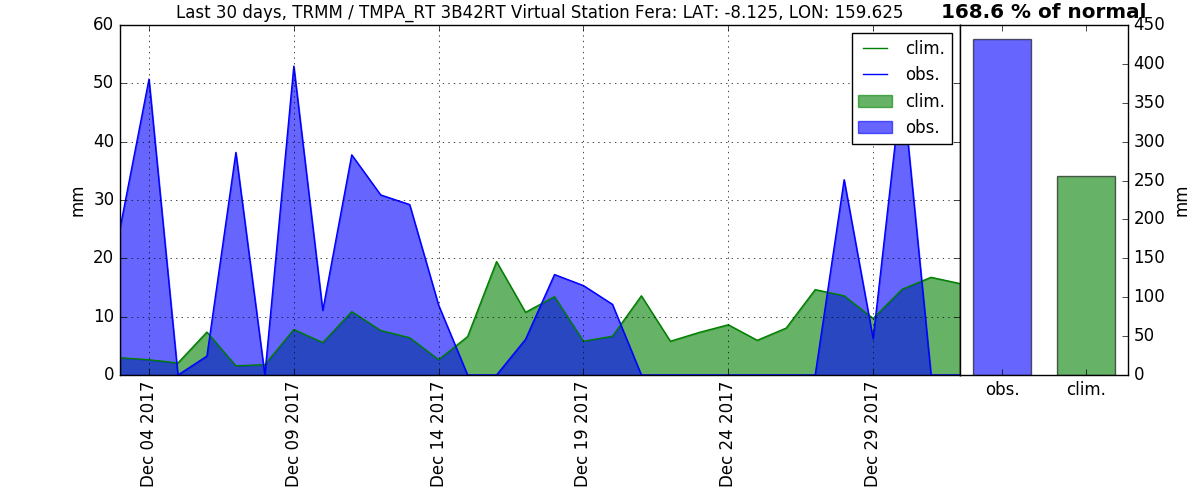 Last 30 days, TRMM / TMPA_RT 3B42RT Virtual Station Fera: LAT: -8.125, LON: 159.625
168.6 % of normal
60
50
40
30
20
10
0
mm
clim.
obs.
clim.
obs.
Dec 04 2017
Dec 09 2017
Dec 14 2017
Dec 19 2017
Dec 24 2017
Dec 29 2017
450
400
350
300
250
200
150
100
50
0
mm
obs.
clim.